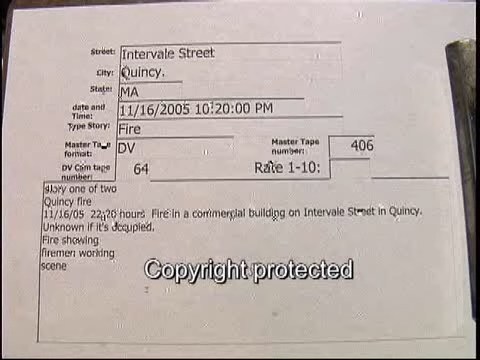 Street: Intervale Street
City: Quincy.
State: MA
date and Time: 11/16/2005 10:20:00 PM
Type Story: Fire
Master Tape format: DV Master Tape number: 406
DV Cam tape number: 64 Rate 1-10:
story one of two
Quincy fire
11/16/05 22:20 hours Fire in a commercial building on Intervale Street in Quincy.
Unknown if it's occupied.
Fire showing
firemen working
scene
Copyright protected